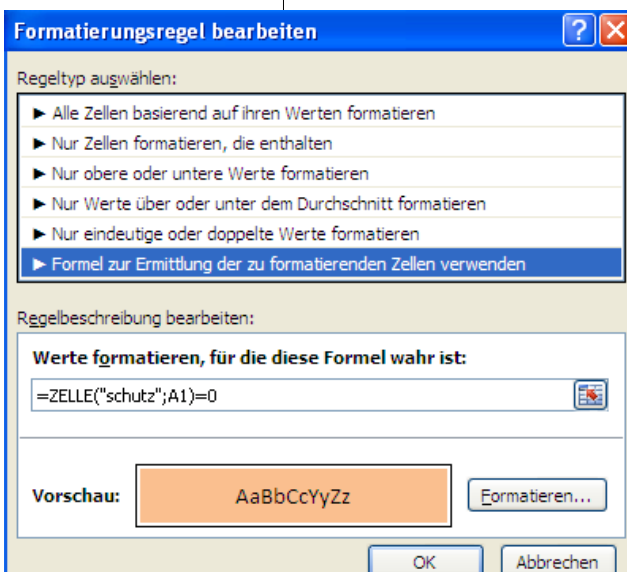 Formatierungsregel bearbeiten
Regeltyp auswählen:
► Alle Zellen basierend auf ihren Werten formatieren
► Nur Zellen formatieren, die enthalten
► Nur obere oder untere Werte formatieren
► Nur Werte über oder unter dem Durchschnitt formatieren
► Nur eindeutige oder doppelte Werte formatieren
► Formel zur Ermittlung der zu formatierenden Zellen verwenden
Regelbeschreibung bearbeiten:
Werte formatieren, für die diese Formel wahr ist:
=ZELLE("schutz";A1)=0
Vorschau: AaBbCcYyZz Formatieren...
OK Abbrechen